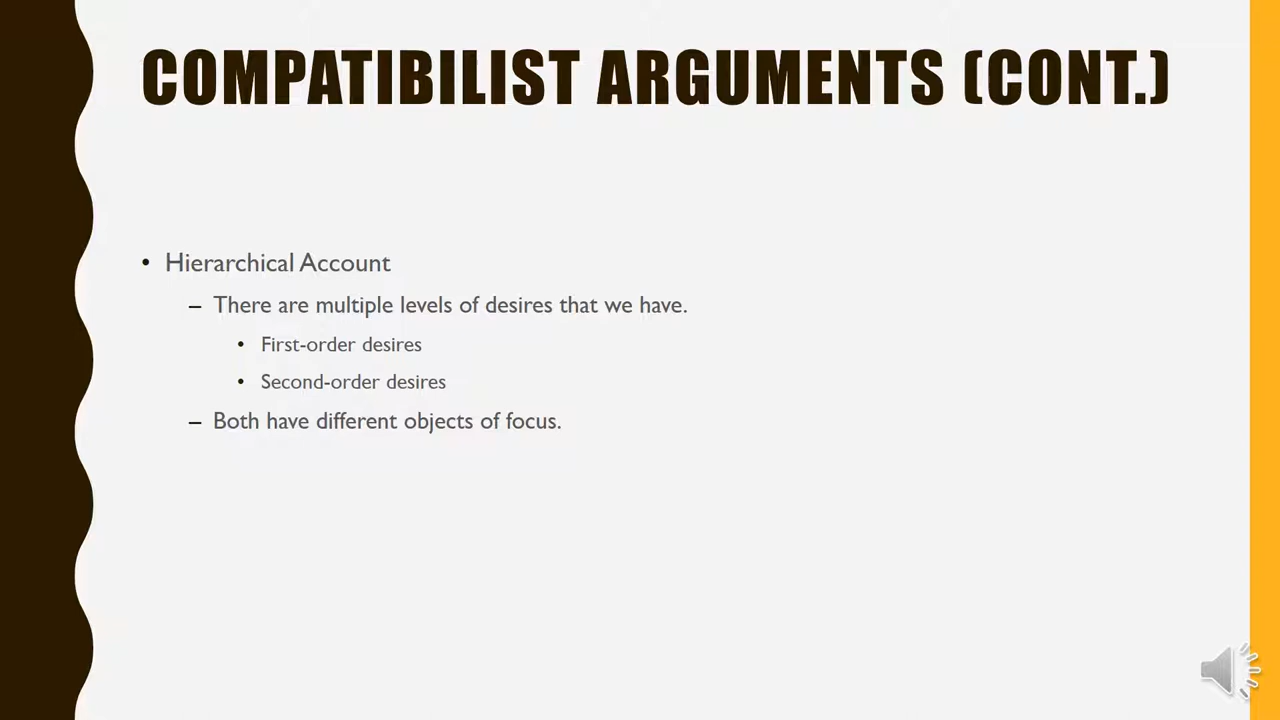 COMPATIBILIST ARGUMENTS (CONT.)
• Hierarchical Account
– There are multiple levels of desires that we have.
• First-order desires
• Second-order desires
– Both have different objects of focus.